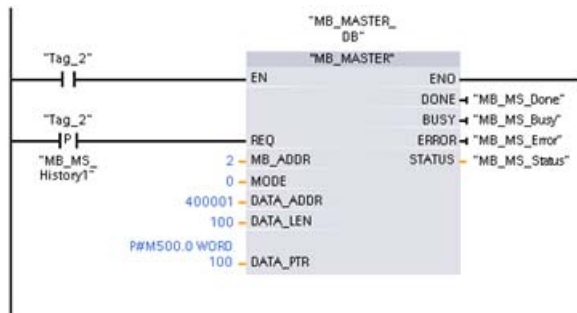 "MB_MASTER_
DB"
"Tag_2"
"MB_MASTER"
EN
ENO
DONE
"MB_MS_Done"
BUSY
"MB_MS_Busy"
"Tag_2"
P
REQ
ERROR
"MB_MS_Error"
"MB_MS_
History1"
2
MB_ADDR
STATUS
"MB_MS_Status"
0
MODE
400001
DATA_ADDR
100
DATA_LEN
P#M500.0 WORD
100
DATA_PTR